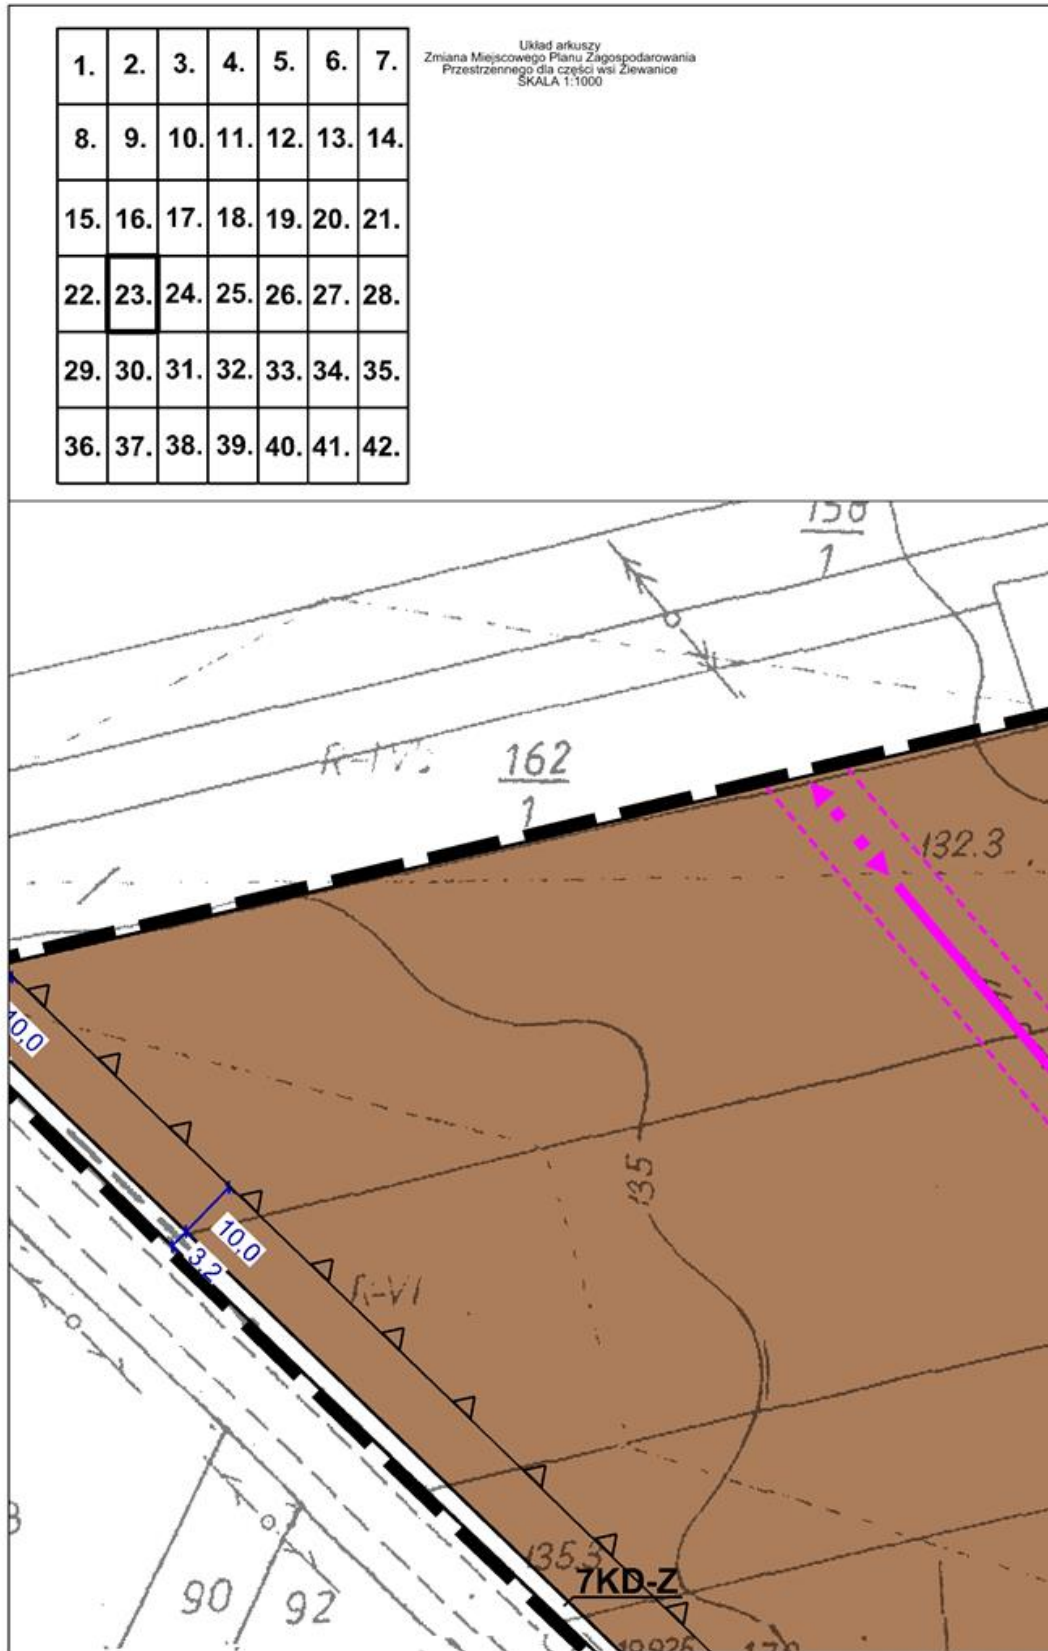 1. 2. 3. 4. 5. 6. 7.
Układ arkuszy
Zmiana Miejscowego Planu Zagospodarowania
Przestrzennego dla części wsi Ziewanice
SKALA 1:1000
8. 9. 10. 11. 12. 13. 14.
15. 16. 17. 18. 19. 20. 21.
22. 23. 24. 25. 26. 27. 28.
29. 30. 31. 32. 33. 34. 35.
36. 37. 38. 39. 40. 41. 42.
1
162
1
132.3
10,0
135
10,0
3,2
R-VI
135.3
7KD-Z
90 92